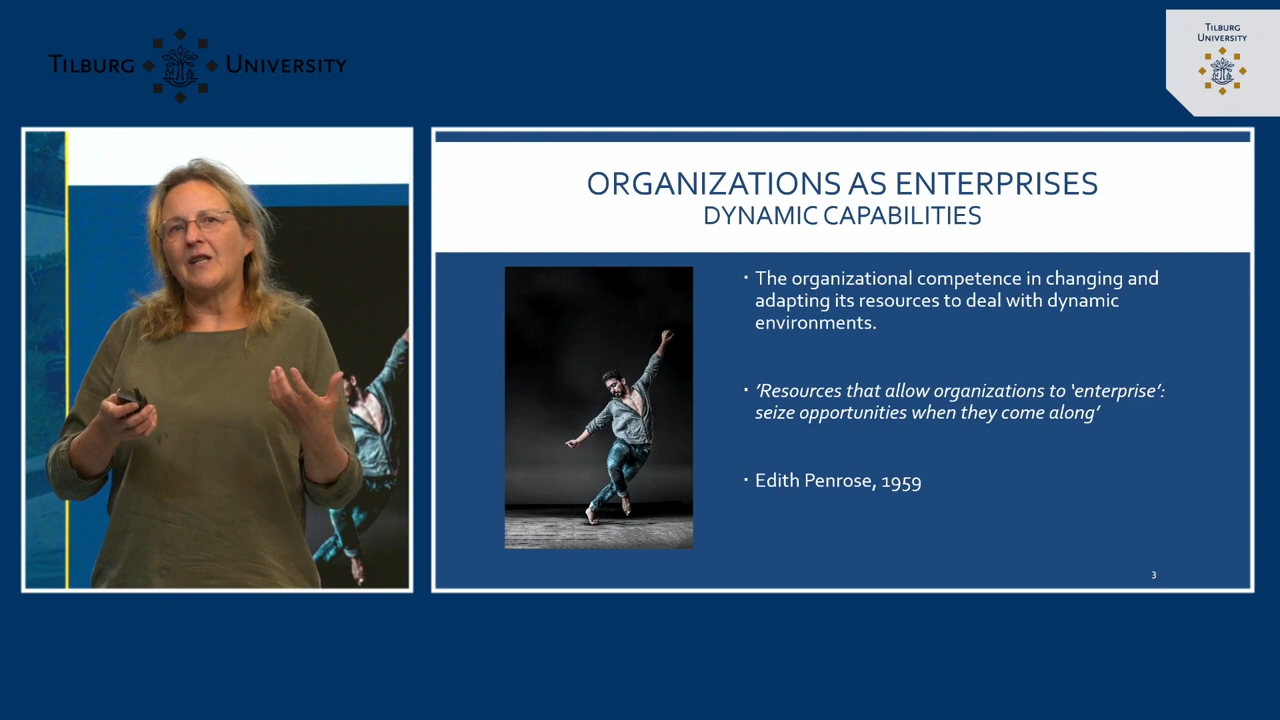 TILBURG UNIVERSITY
TILBURG
UNIVERSITY
ORGANIZATIONS AS ENTERPRISES
DYNAMIC CAPABILITIES
· The organizational competence in changing and
adapting its resources to deal with dynamic
environments.
· ‘Resources that allow organizations to ‘enterprise’:
seize opportunities when they come along’
· Edith Penrose, 1959
3